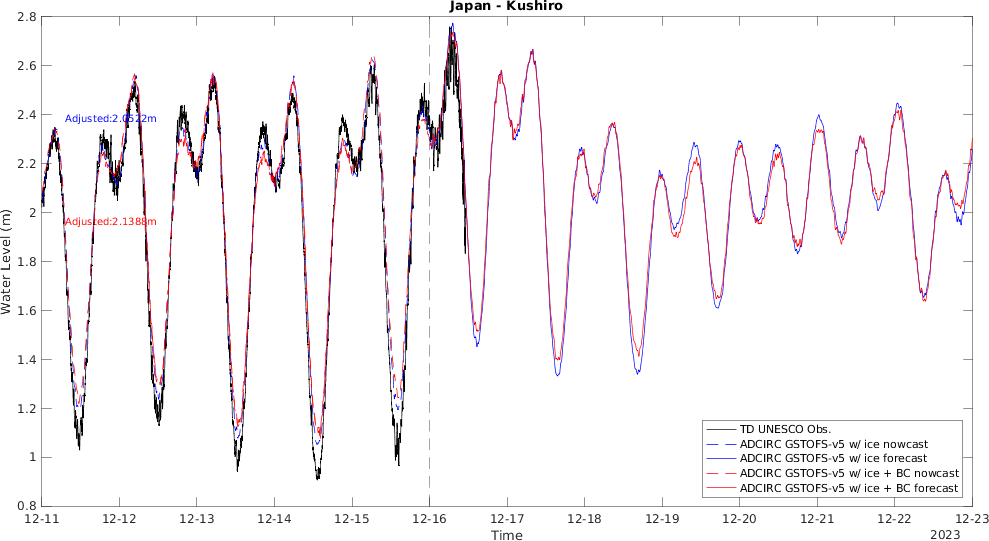 Japan - Kushiro
2.8
2.6
2.4
2.2
2
1.8
1.6
1.4
1.2
1
0.8
Water Level (m)
Adjusted:2.0522m
Adjusted:2.1388m
TD UNESCO Obs.
ADCIRC GSTOFS-v5 w/ ice nowcast
ADCIRC GSTOFS-v5 w/ ice forecast
ADCIRC GSTOFS-v5 w/ ice + BC nowcast
ADCIRC GSTOFS-v5 w/ ice + BC forecast
12-11 12-12 12-13 12-14 12-15 12-16 12-17 12-18 12-19 12-20 12-21 12-22 12-23
Time
2023